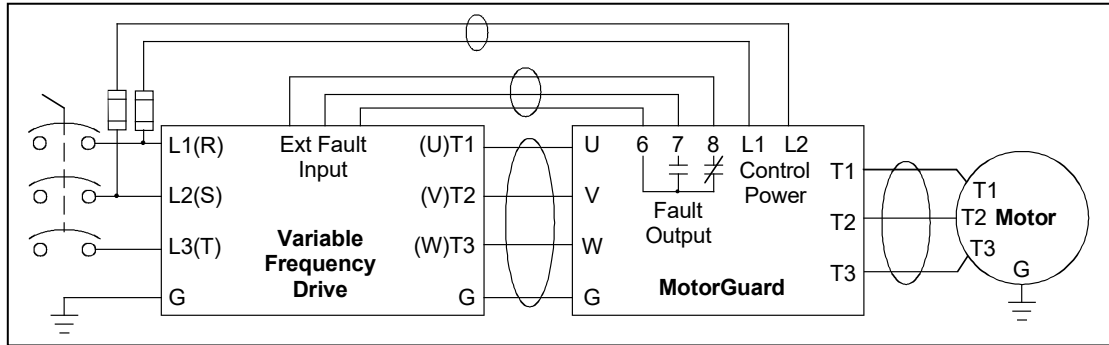 L1(R)
Ext Fault
Input
(U)T1
L2(S)
(V)T2
L3(T)
Variable
Frequency
Drive
(W)T3
G
G
U
6 7 8 L1 L2
Control
Power
T1
V
Fault
Output
T2
W
MotorGuard
T3
G
T1
T2 Motor
T3
G